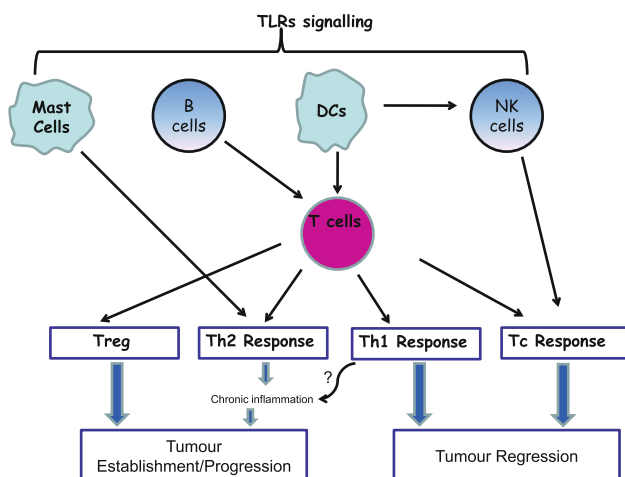 TLRs signalling
Mast
Cells
B
cells
DCs
NK
cells
T cells
Treg
Th2 Response
Th1 Response
Tc Response
?
Chronic inflammation
Tumour
Establishment/Progression
Tumour Regression